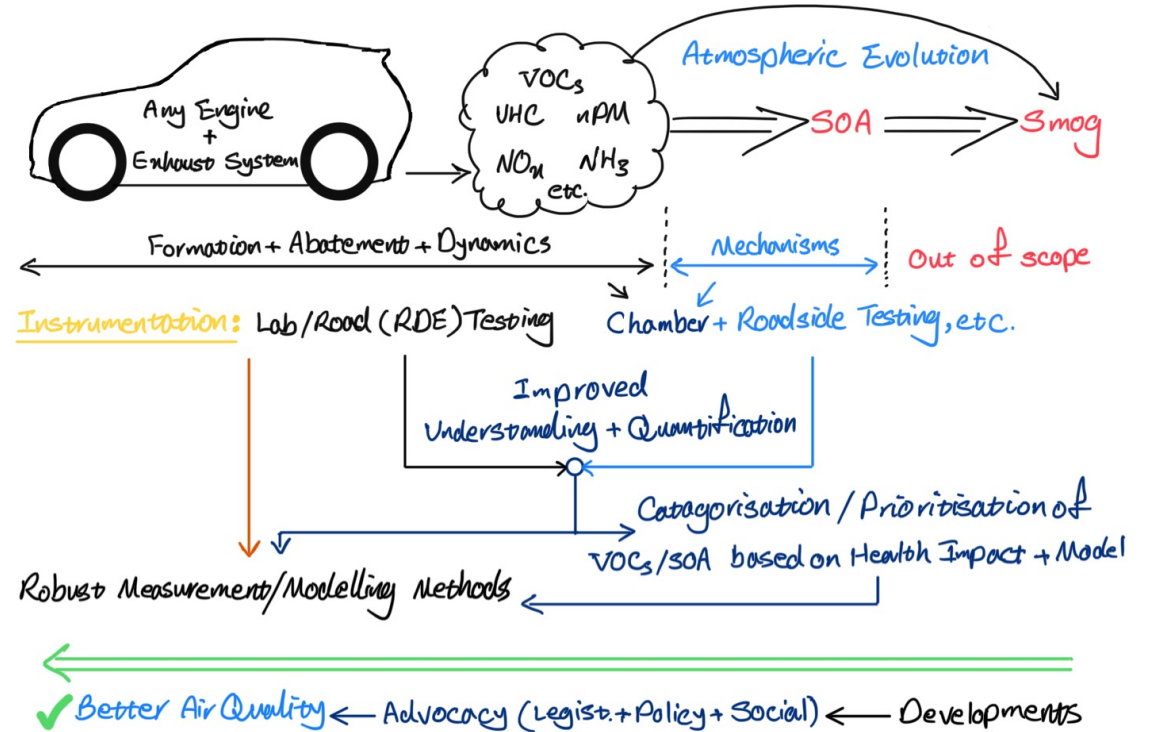 Atmospheric Evolution
Any Engine
+
Exhaust System
VOCs
UHC nPM
NOx NH3
etc.
SOA
Smog
Formation + Abatement + Dynamics
Mechanisms
Out of scope
Instrumentation: Lab/Road (RDE) Testing
Chamber + Roadside Testing, etc.
Improved
Understanding + Quantification
Catagorisation / Prioritisation of
VOCs/SOA based on Health Impact + Model
Robust Measurement/Modelling Methods
✓ Better Air Quality ← Advocacy (Legist. + Policy + Social) ← Developments